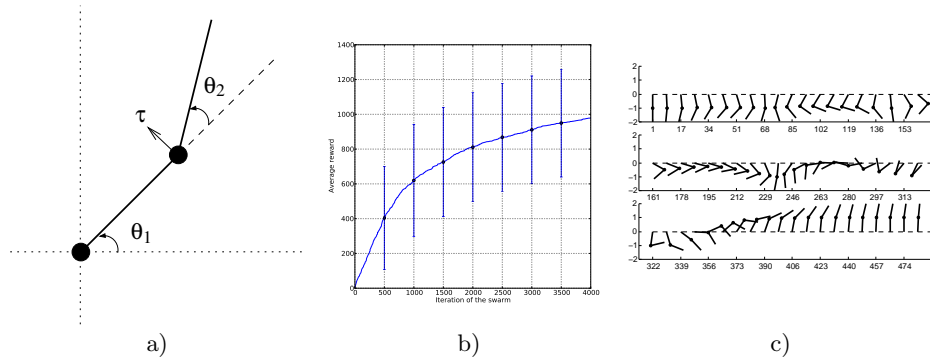 θ2
τ
θ1
a)
Average reward
1400
1200
1000
800
600
400
200
0
0 500 1000 1500 2000 2500 3000 3500 4000
Iteration of the swarm
b)
2
1
0
−1
−2
1 17 34 51 68 85 102 119 136 153
2
1
0
−1
−2
161 178 195 212 229 246 263 280 296 313
2
1
0
−1
−2
322 339 356 373 390 406 423 440 457 474
c)